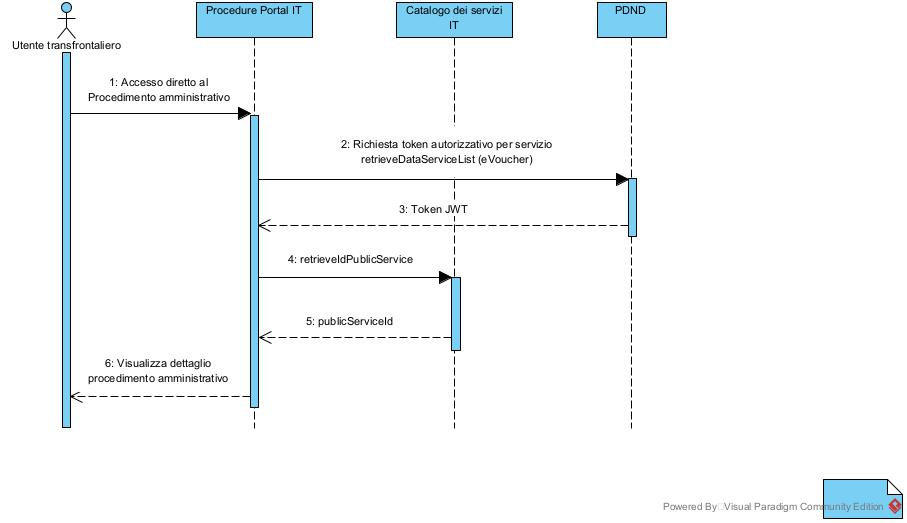 Utente transfrontaliero
Procedure Portal IT
Catalogo dei servizi
IT
PDND
1: Accesso diretto al
Procedimento amministrativo
2: Richiesta token autorizzativo per servizio
retrieveDataServiceList (eVoucher)
3: Token JWT
4: retrieveIdPublicService
5: publicServiceId
6: Visualizza dettaglio
procedimento amministrativo
Powered By Visual Paradigm Community Edition